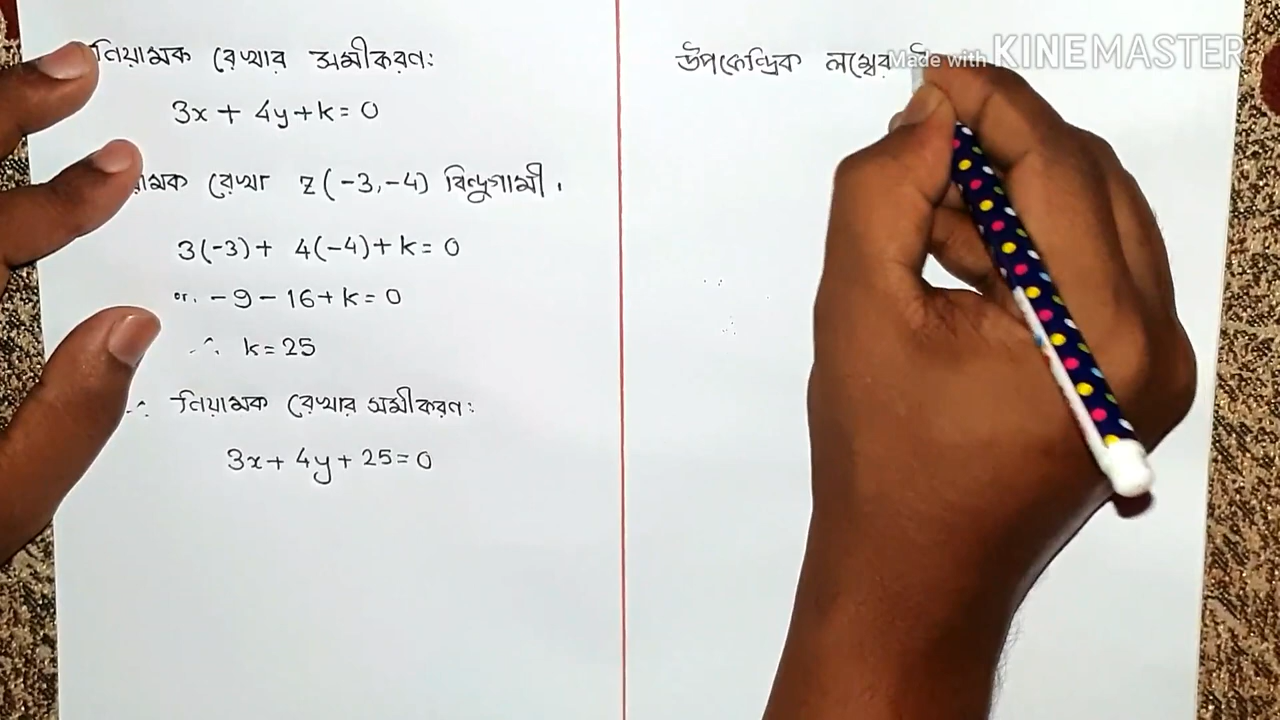 নিয়ামক রেখার সমীকরণ:
3x + 4y + k = 0
রেখা z(-3, -4) বিন্দুগামী।
3(-3) + 4(-4) + k = 0
or. - 9 - 16 + k = 0
∴ k = 25
∴ নিয়ামক রেখার সমীকরণ:
3x + 4y + 25 = 0
উপকেন্দ্রিক লম্বের
Made with KINEMASTER